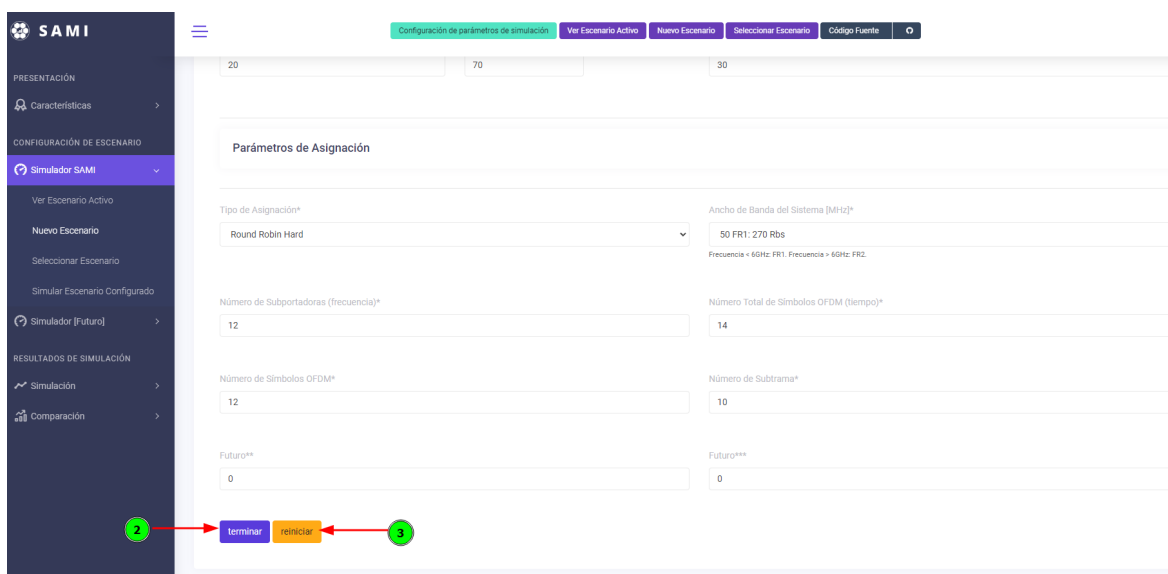 SAMI
Configuración de parámetros de simulación Ver Escenario Activo Nuevo Escenario Seleccionar Escenario Código Fuente
PRESENTACIÓN
Características
CONFIGURACIÓN DE ESCENARIO
Simulador SAMI
Ver Escenario Activo
Nuevo Escenario
Seleccionar Escenario
Simular Escenario Configurado
Simulador [Futuro]
RESULTADOS DE SIMULACIÓN
Simulación
Comparación
20 70 30
Parámetros de Asignación
Tipo de Asignación* Ancho de Banda del Sistema [MHz]*
Round Robin Hard 50 FR1: 270 Rbs
Frecuencia < 6GHz: FR1. Frecuencia > 6GHz: FR2.
Número de Subportadoras (frecuencia)* Número Total de Símbolos OFDM (tiempo)*
12 14
Número de Símbolos OFDM* Número de Subtrama*
12 10
Futuro** Futuro***
0 0
2 terminar reiniciar 3